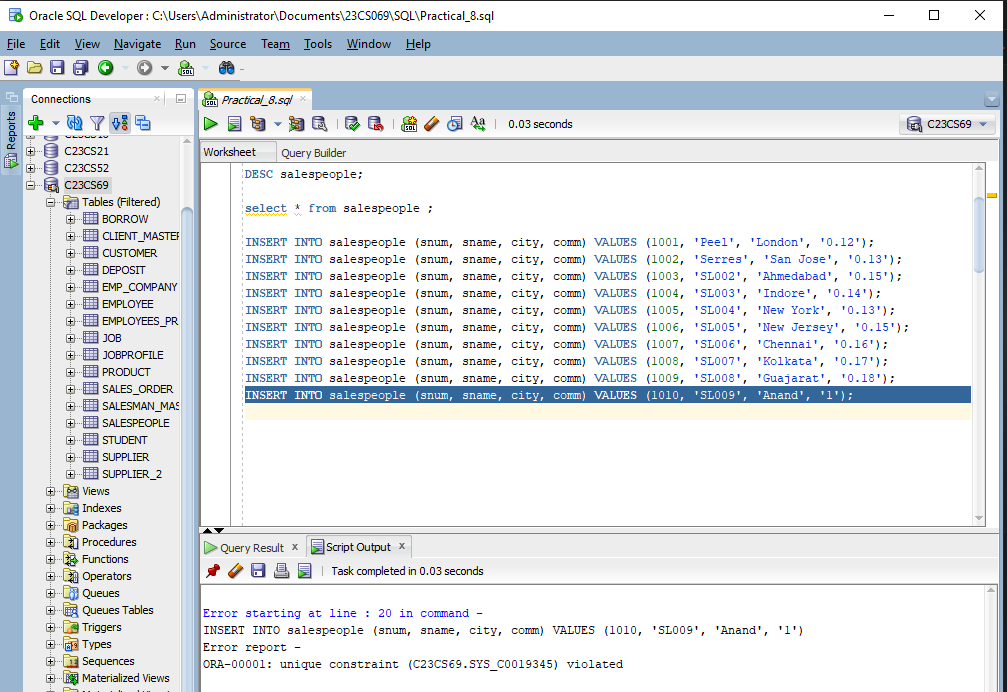 Oracle SQL Developer : C:\Users\Administrator\Documents\23CS069\SQL\Practical_8.sql
File Edit View Navigate Run Source Team Tools Window Help
Reports
Connections
C23CS21
C23CS52
C23CS69
Tables (Filtered)
BORROW
CLIENT_MASTER
CUSTOMER
DEPOSIT
EMP_COMPANY
EMPLOYEE
EMPLOYEES_PR
JOB
JOBPROFILE
PRODUCT
SALES_ORDER
SALESMAN_MAS
SALESPEOPLE
STUDENT
SUPPLIER
SUPPLIER_2
Views
Indexes
Packages
Procedures
Functions
Operators
Queues
Queues Tables
Triggers
Types
Sequences
Materialized Views
Practical_8.sql
0.03 seconds
C23CS69
Worksheet Query Builder
DESC salespeople;
select * from salespeople ;
INSERT INTO salespeople (snum, sname, city, comm) VALUES (1001, 'Peel', 'London', '0.12');
INSERT INTO salespeople (snum, sname, city, comm) VALUES (1002, 'Serres', 'San Jose', '0.13');
INSERT INTO salespeople (snum, sname, city, comm) VALUES (1003, 'SL002', 'Ahmedabad', '0.15');
INSERT INTO salespeople (snum, sname, city, comm) VALUES (1004, 'SL003', 'Indore', '0.14');
INSERT INTO salespeople (snum, sname, city, comm) VALUES (1005, 'SL004', 'New York', '0.13');
INSERT INTO salespeople (snum, sname, city, comm) VALUES (1006, 'SL005', 'New Jersey', '0.15');
INSERT INTO salespeople (snum, sname, city, comm) VALUES (1007, 'SL006', 'Chennai', '0.16');
INSERT INTO salespeople (snum, sname, city, comm) VALUES (1008, 'SL007', 'Kolkata', '0.17');
INSERT INTO salespeople (snum, sname, city, comm) VALUES (1009, 'SL008', 'Guajarat', '0.18');
INSERT INTO salespeople (snum, sname, city, comm) VALUES (1010, 'SL009', 'Anand', '1');
Query Result x Script Output x
Task completed in 0.03 seconds
Error starting at line : 20 in command -
INSERT INTO salespeople (snum, sname, city, comm) VALUES (1010, 'SL009', 'Anand', '1')
Error report -
ORA-00001: unique constraint (C23CS69.SYS_C0019345) violated